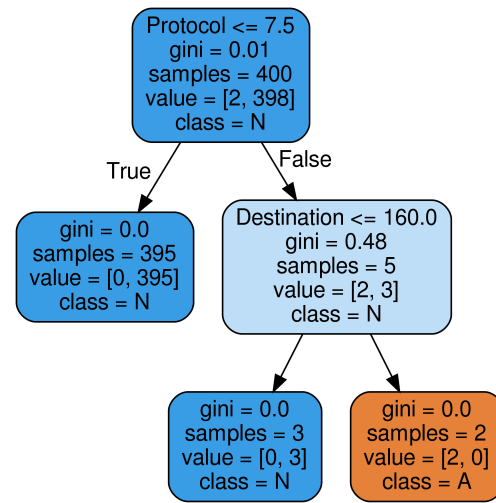 Protocol <= 7.5
gini = 0.01
samples = 400
value = [2, 398]
class = N
True
False
gini = 0.0
samples = 395
value = [0, 395]
class = N
Destination <= 160.0
gini = 0.48
samples = 5
value = [2, 3]
class = N
gini = 0.0
samples = 3
value = [0, 3]
class = N
gini = 0.0
samples = 2
value = [2, 0]
class = A